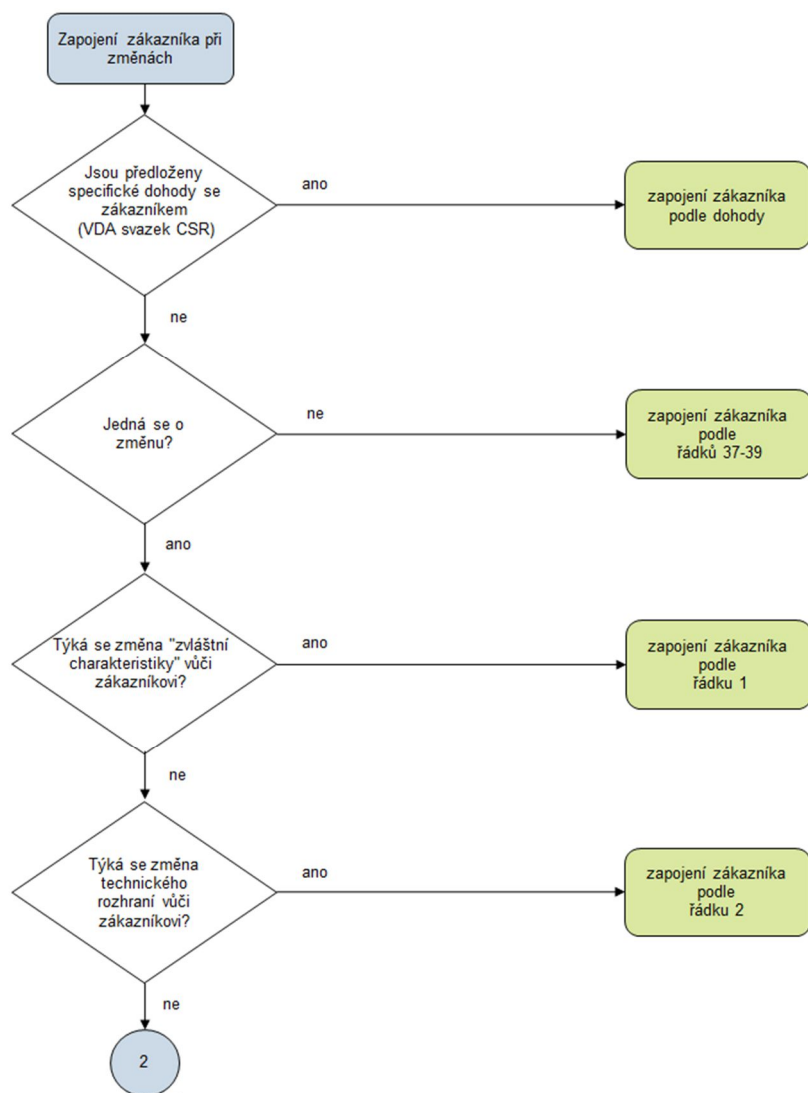 Zapojení zákazníka při
změnách
Jsou předloženy
specifické dohody se
zákazníkem
(VDA svazek CSR)
ano
zapojení zákazníka
podle dohody
ne
Jedná se o
změnu?
ne
zapojení zákazníka
podle
řádků 37-39
ano
Týká se změna "zvláštní
charakteristiky" vůči
zákazníkovi?
ano
zapojení zákazníka
podle
řádku 1
ne
Týká se změna
technického
rozhraní vůči
zákazníkovi?
ano
zapojení zákazníka
podle
řádku 2
ne
2